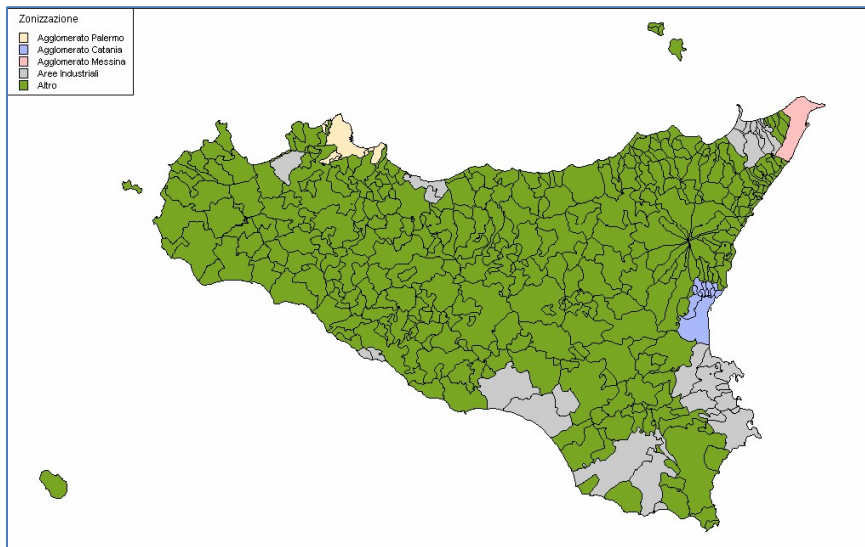 Zonizzazione
Agglomerato Palermo
Agglomerato Catania
Agglomerato Messina
Aree Industriali
Altro